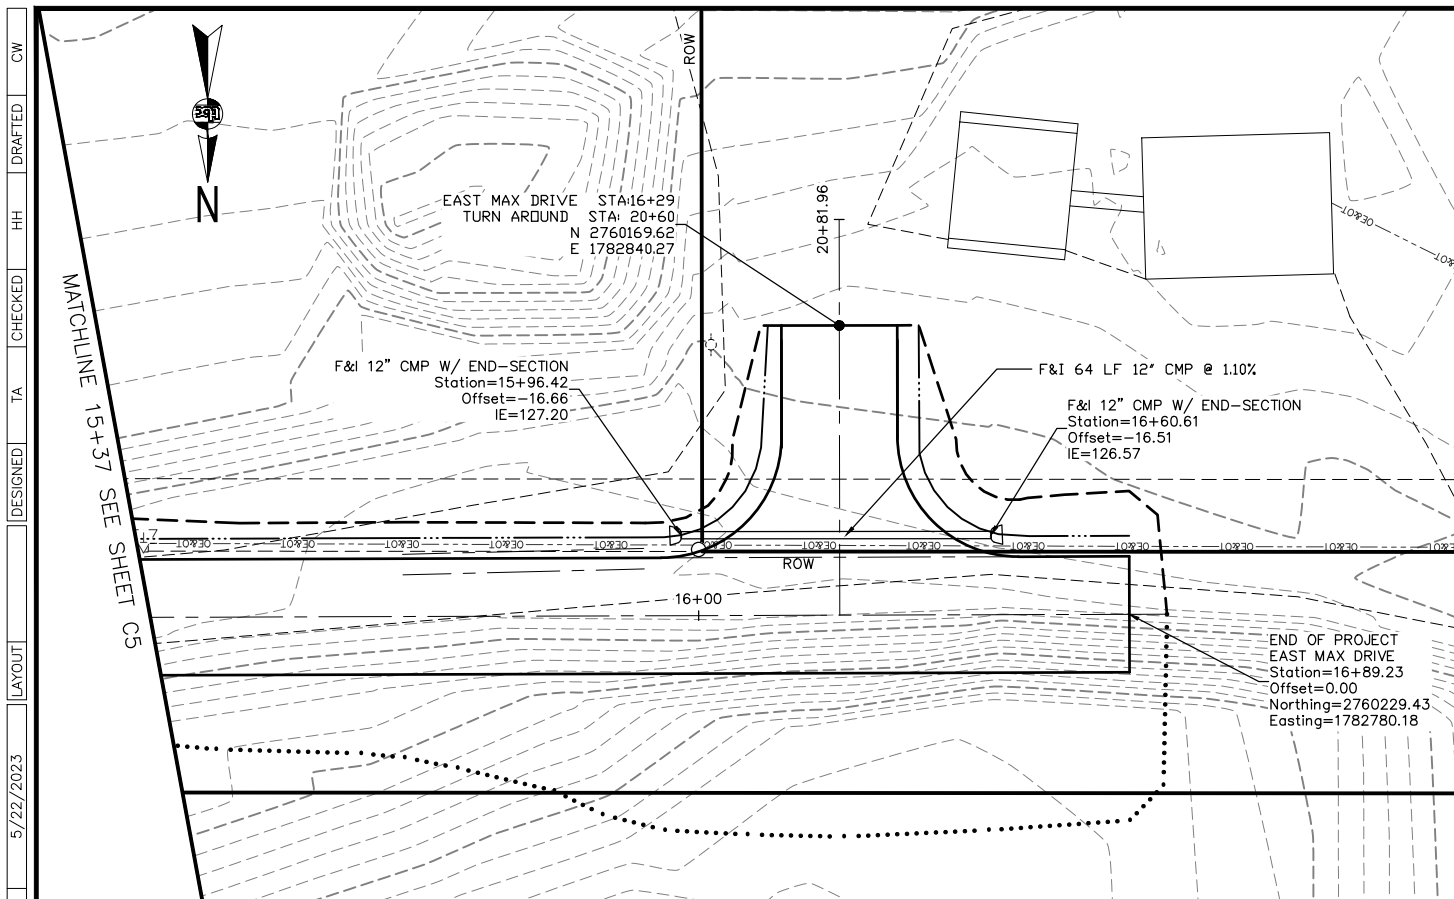 CW
DRAFTED
HH
CHECKED
TA
DESIGNED
LAYOUT
5/22/2023
N
ROW
EAST MAX DRIVE STA:16+29
TURN AROUND STA: 20+60
N 2760169.62
E 1782840.27
20+81.96
MATCHLINE 15+37 SEE SHEET C5
F&I 12" CMP W/ END-SECTION
Station=15+96.42
Offset=-16.66
IE=127.20
F&I 64 LF 12" CMP @ 1.10%
F&I 12" CMP W/ END-SECTION
Station=16+60.61
Offset=-16.51
IE=126.57
ROW
16+00
END OF PROJECT
EAST MAX DRIVE
Station=16+89.23
Offset=0.00
Northing=2760229.43
Easting=1782780.18